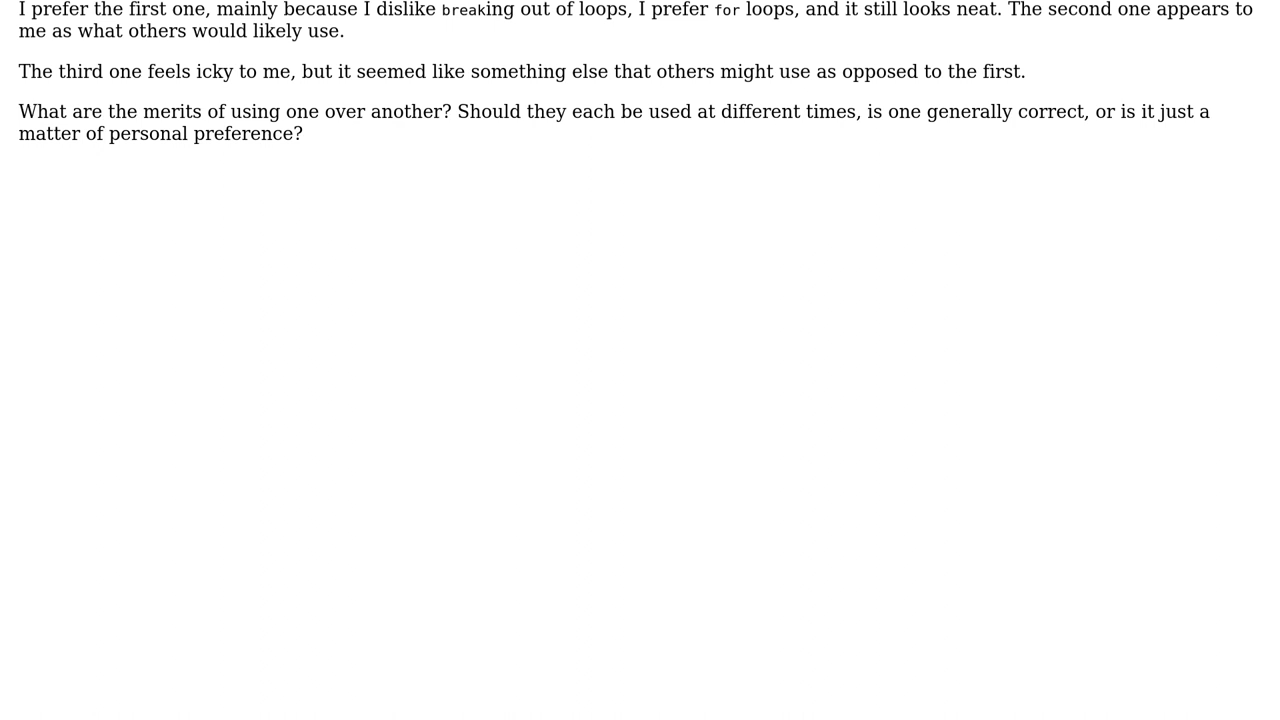 I prefer the first one, mainly because I dislike breaking out of loops, I prefer for loops, and it still looks neat. The second one appears to
me as what others would likely use.
The third one feels icky to me, but it seemed like something else that others might use as opposed to the first.
What are the merits of using one over another? Should they each be used at different times, is one generally correct, or is it just a
matter of personal preference?